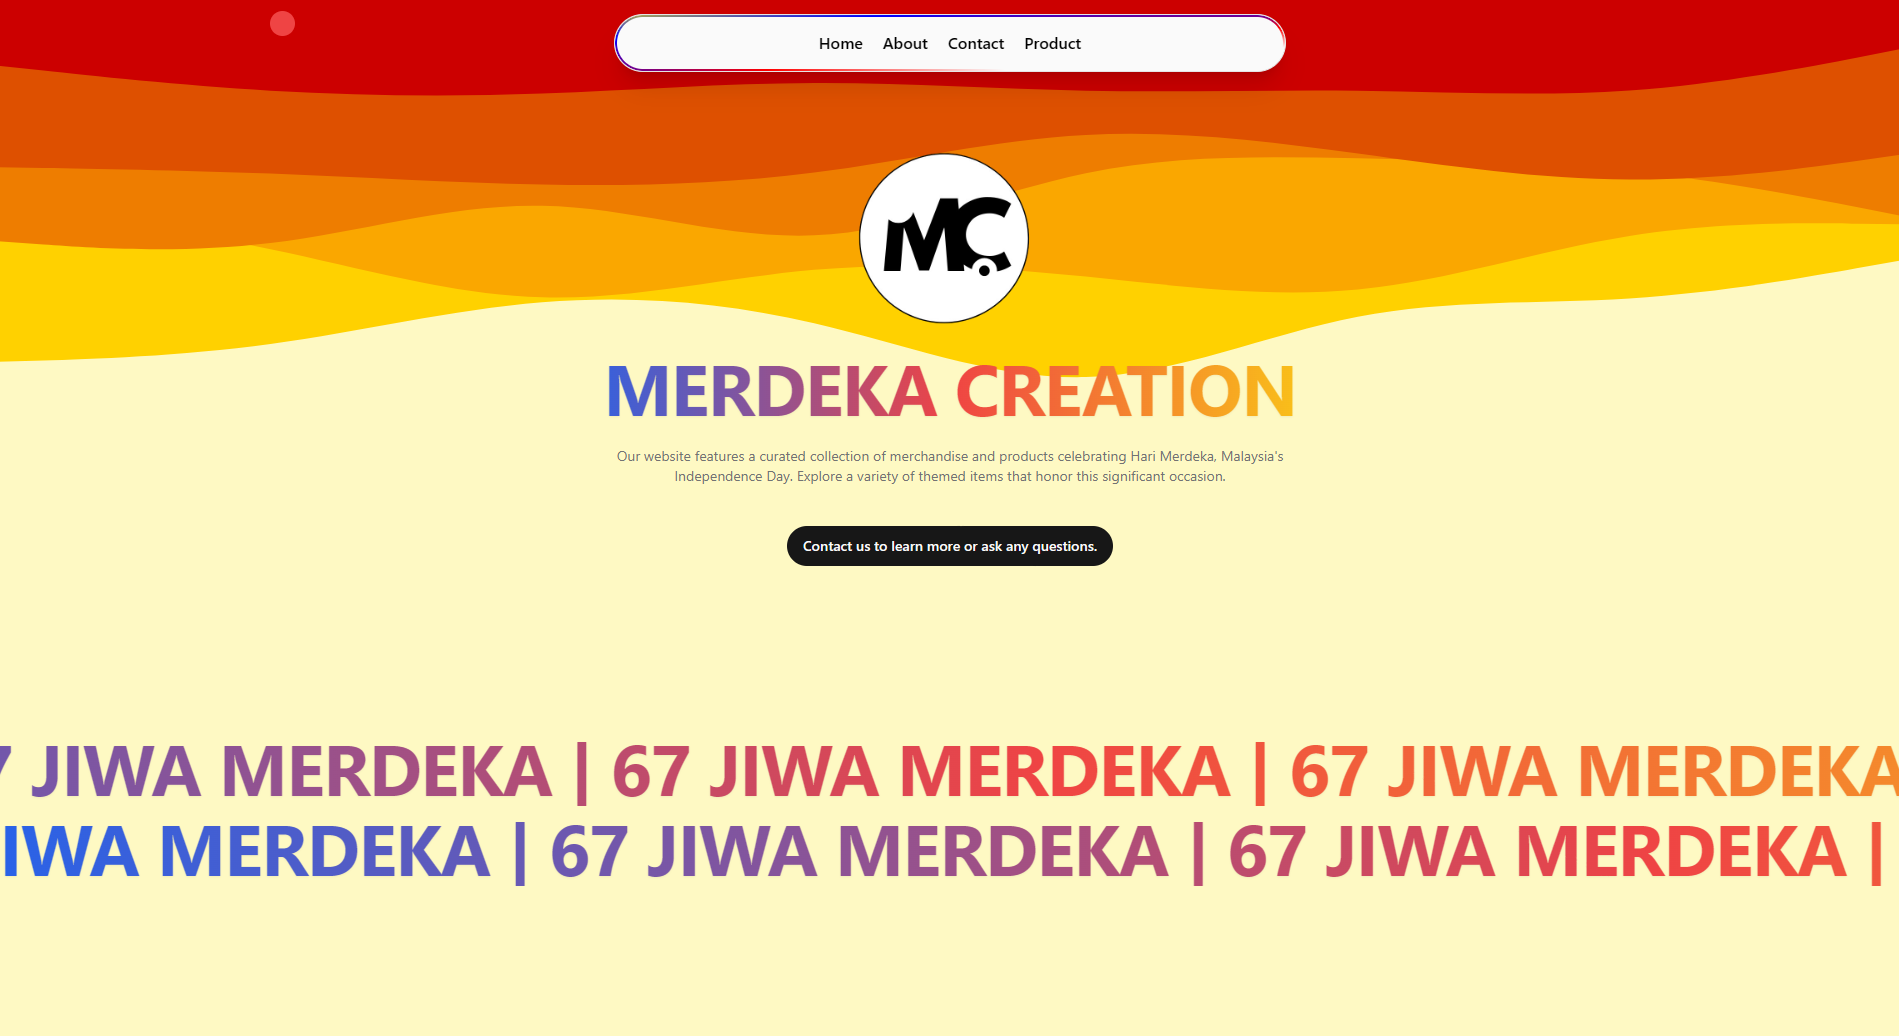 Home About Contact Product
MC
MERDEKA CREATION
Our website features a curated collection of merchandise and products celebrating Hari Merdeka, Malaysia's
Independence Day. Explore a variety of themed items that honor this significant occasion.
Contact us to learn more or ask any questions.
7 JIWA MERDEKA | 67 JIWA MERDEKA | 67 JIWA MERDEKA
IWA MERDEKA | 67 JIWA MERDEKA | 67 JIWA MERDEKA |